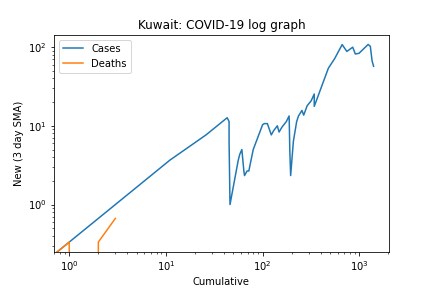 Kuwait: COVID-19 log graph
Cases
Deaths
New (3 day SMA)
10²
10¹
10⁰
10⁰ 10¹ 10² 10³
Cumulative